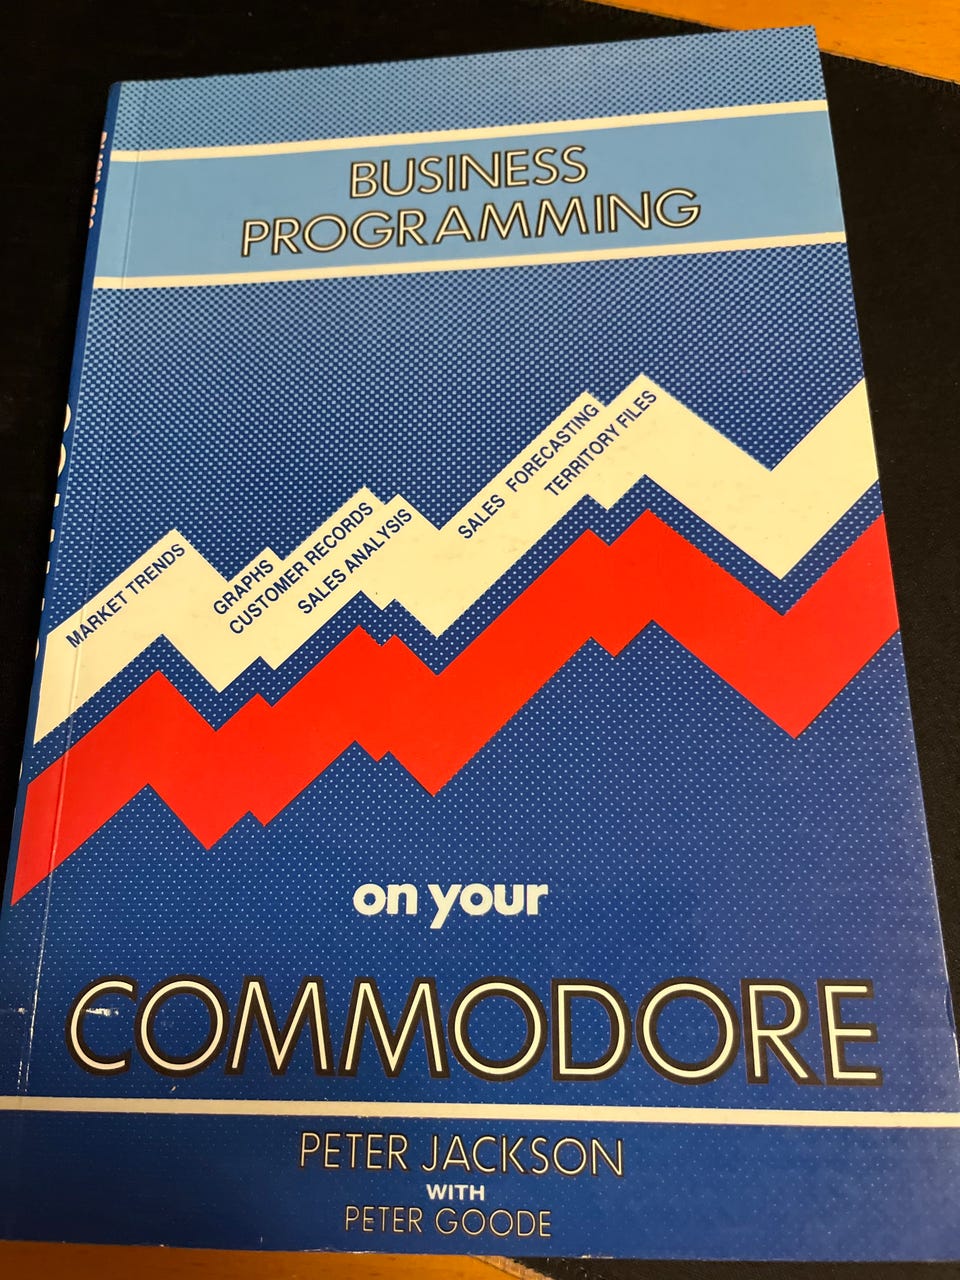 BUSINESS
PROGRAMMING
MARKET TRENDS
GRAPHS
CUSTOMER RECORDS
SALES ANALYSIS
SALES FORECASTING
TERRITORY FILES
on your
COMMODORE
PETER JACKSON
WITH
PETER GOODE